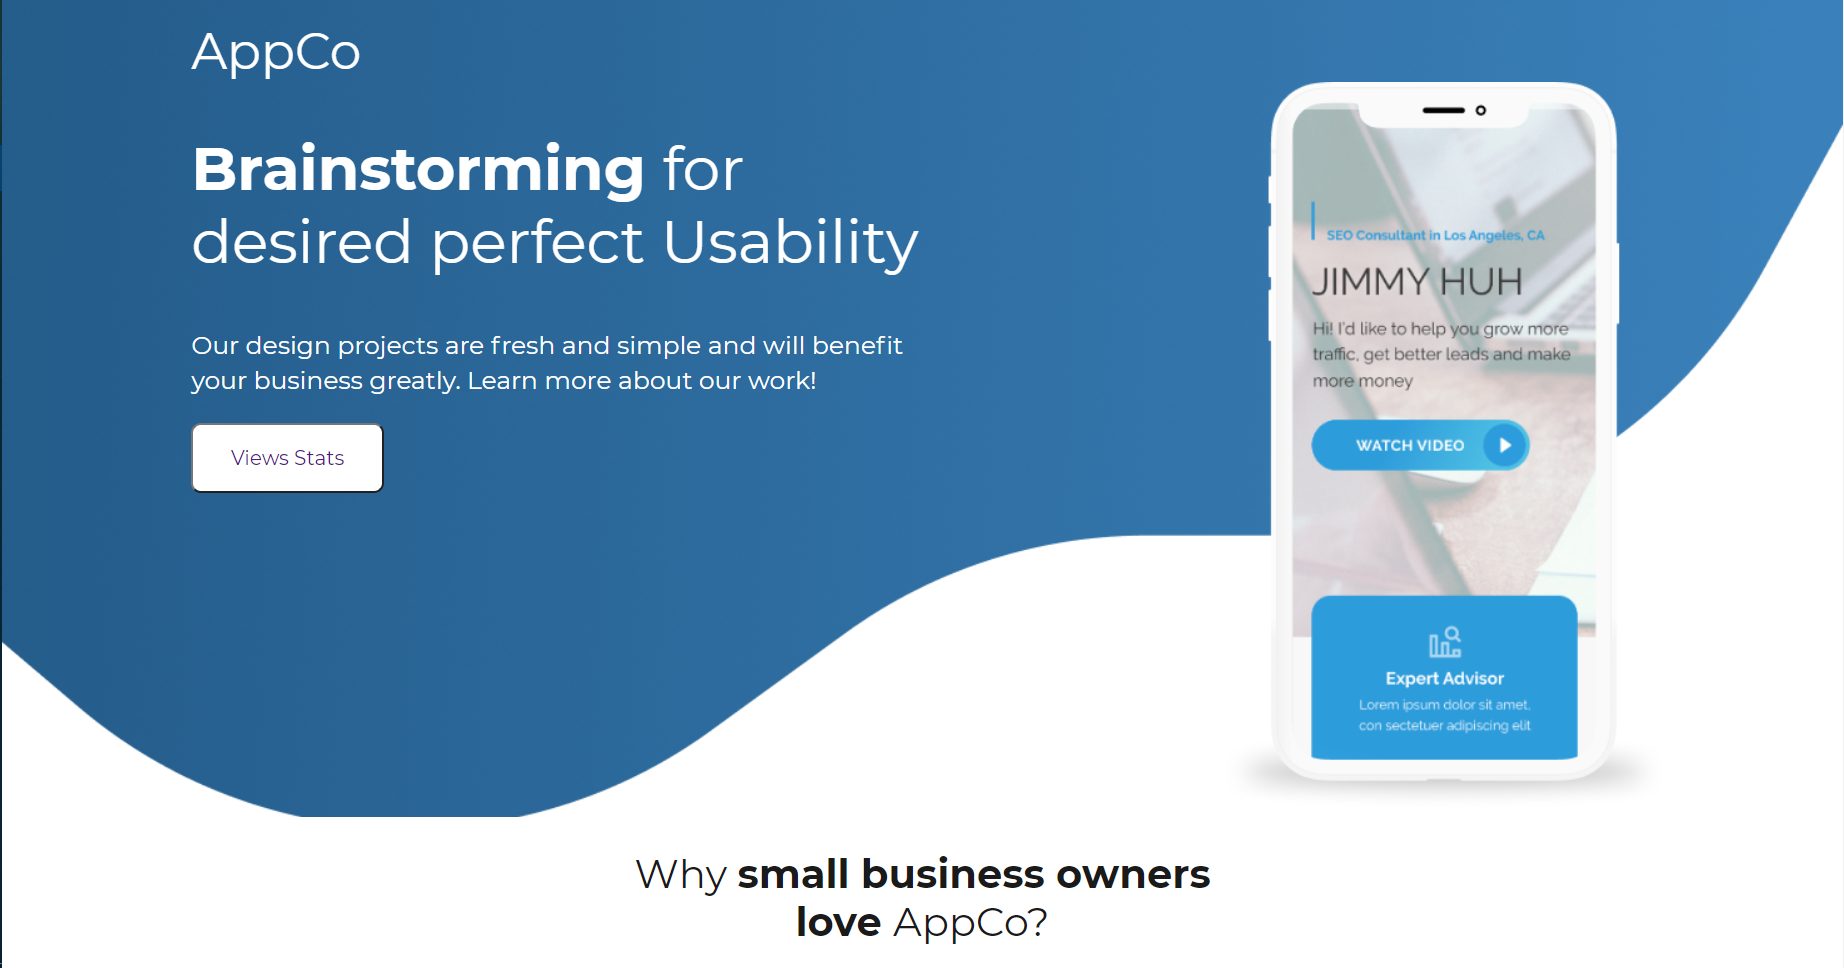 AppCo
Brainstorming for
desired perfect Usability
Our design projects are fresh and simple and will benefit
your business greatly. Learn more about our work!
Views Stats
SEO Consultant in Los Angeles, CA
JIMMY HUH
Hi! I'd like to help you grow more
traffic, get better leads and make
more money
WATCH VIDEO
Expert Advisor
Lorem ipsum dolor sit amet,
con sectetuer adipiscing elit
Why small business owners
love AppCo?